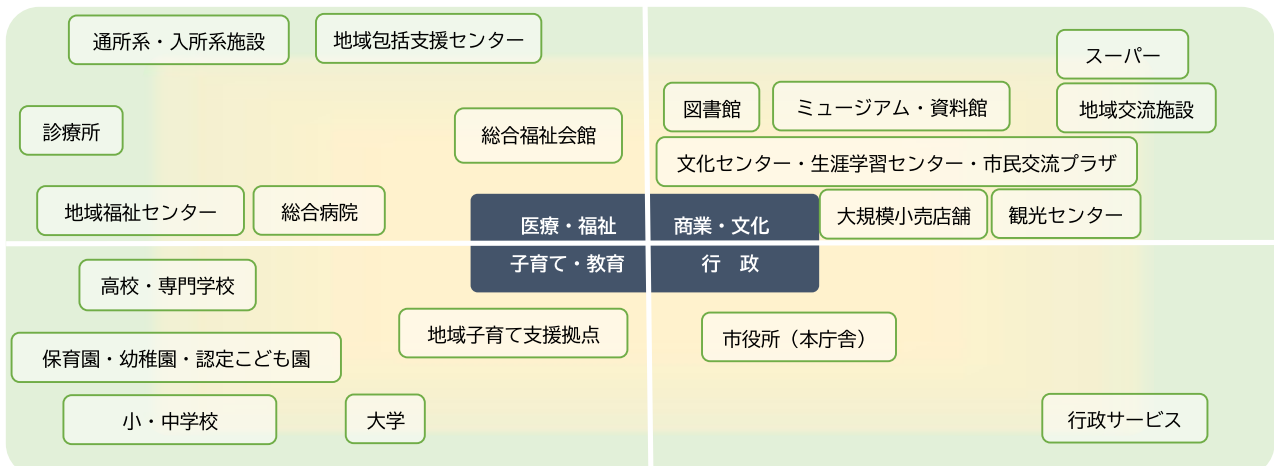 通所系・入所系施設
地域包括支援センター
診療所
総合福祉会館
地域福祉センター
総合病院
医療・福祉
スーパー
図書館
ミュージアム・資料館
地域交流施設
文化センター・生涯学習センター・市民交流プラザ
大規模小売店舗
観光センター
商業・文化
子育て・教育
高校・専門学校
地域子育て支援拠点
保育園・幼稚園・認定こども園
小・中学校
大学
行　政
市役所（本庁舎）
行政サービス